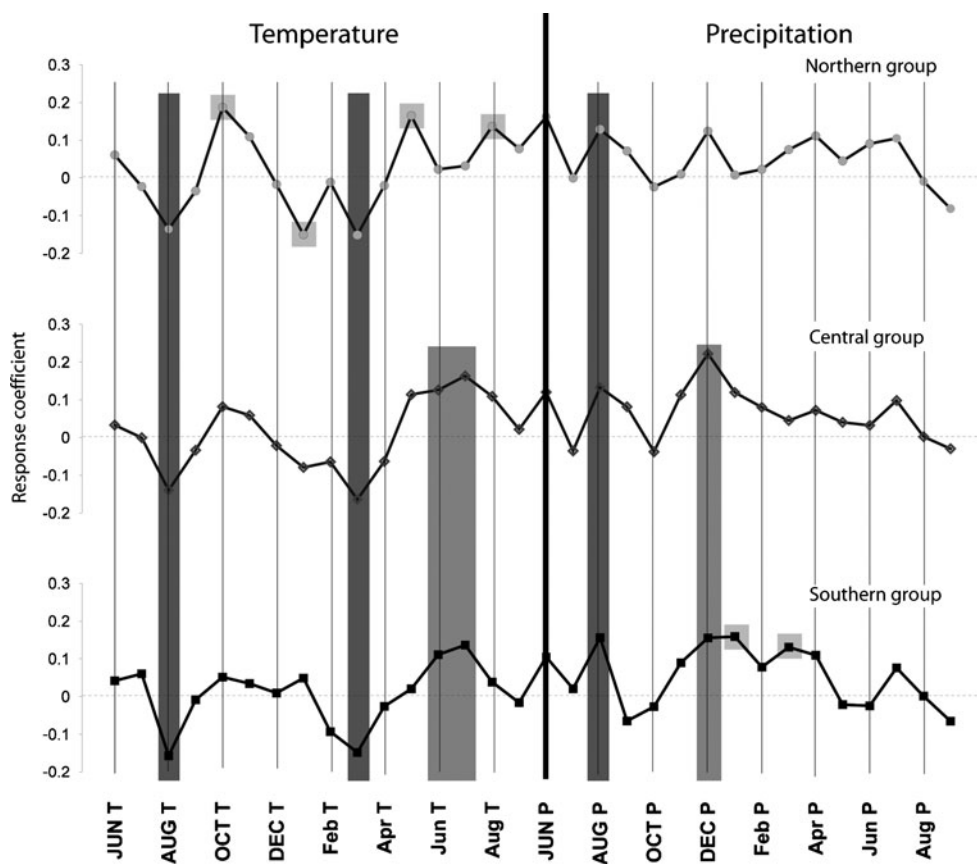 Temperature
Precipitation
Northern group
0.3
0.2
0.1
0
-0.1
-0.2
Response coefficient
Central group
0.3
0.2
0.1
0
-0.1
-0.2
Southern group
0.3
0.2
0.1
0
-0.1
-0.2
JUN T
AUG T
OCT T
DEC T
Feb T
Apr T
Jun T
Aug T
JUN P
AUG P
OCT P
DEC P
Feb P
Apr P
Jun P
Aug P